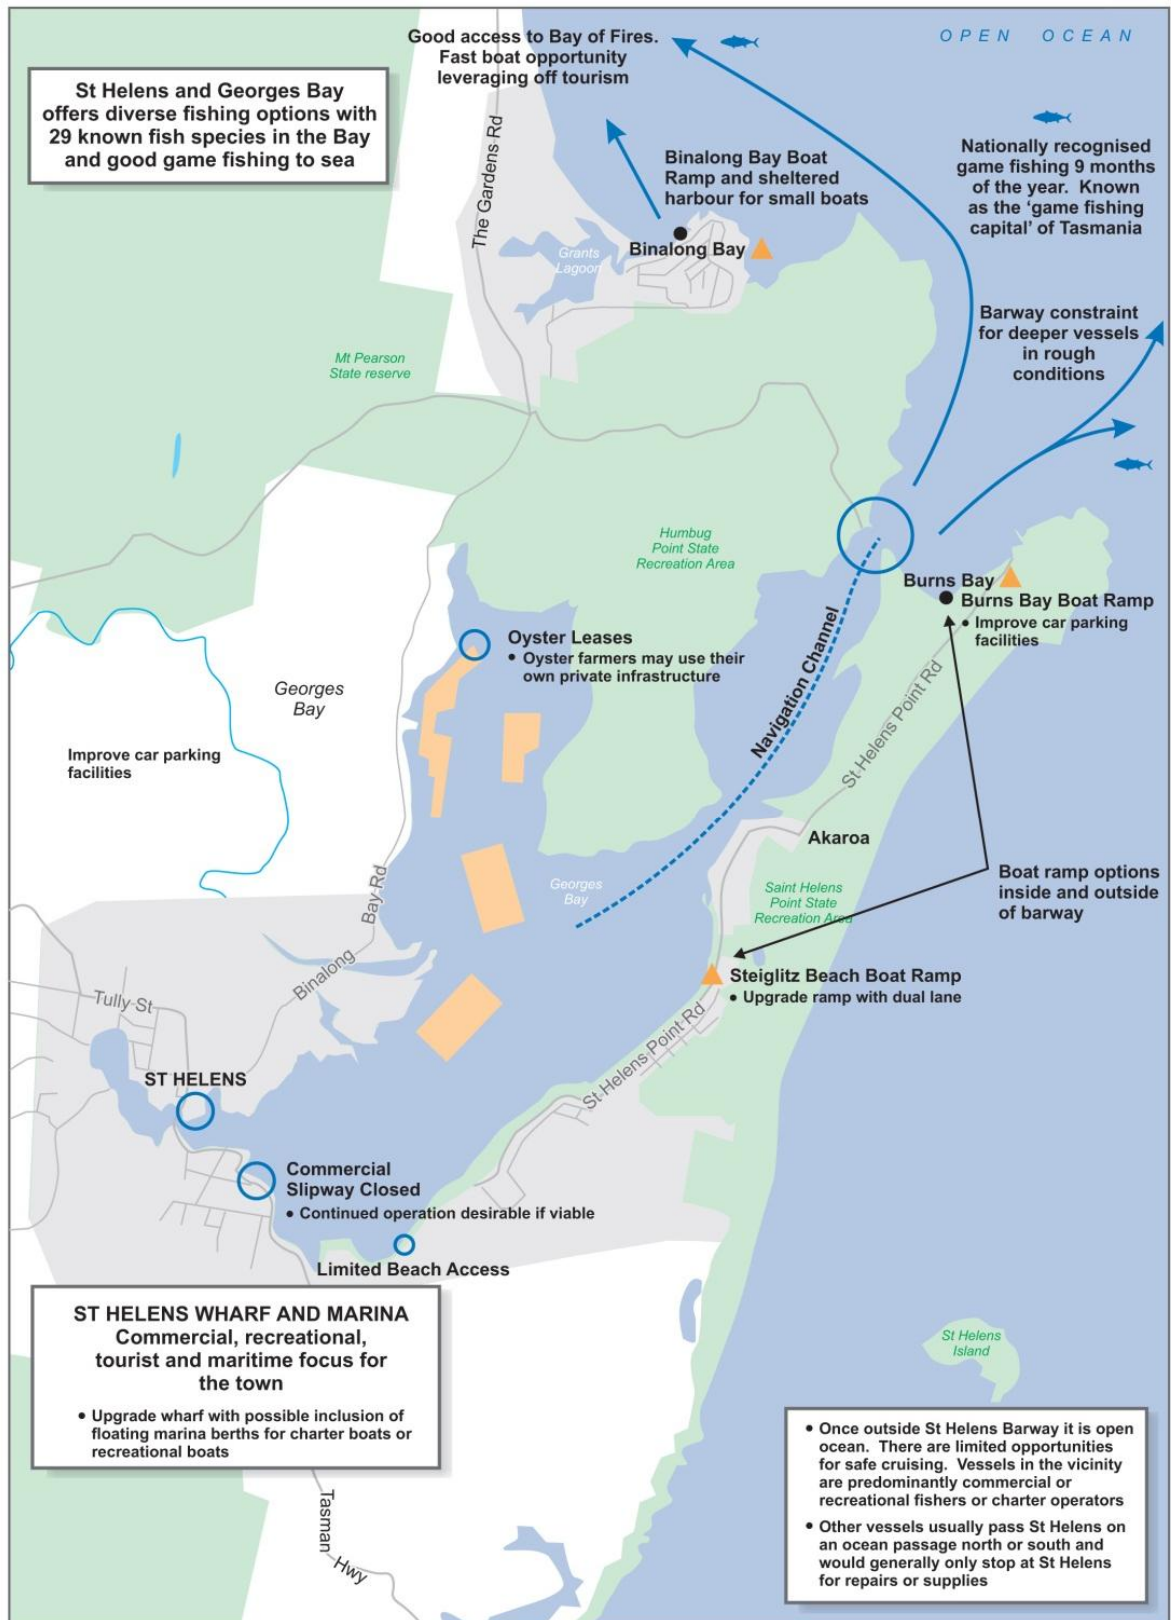 Good access to Bay of Fires.
Fast boat opportunity
leveraging off tourism
OPEN OCEAN
St Helens and Georges Bay
offers diverse fishing options with
29 known fish species in the Bay
and good game fishing to sea
The Gardens Rd
Binalong Bay Boat
Ramp and sheltered
harbour for small boats
Nationally recognised
game fishing 9 months
of the year. Known
as the ‘game fishing
capital’ of Tasmania
Grants
Lagoon
Binalong Bay
Barway constraint
for deeper vessels
in rough
conditions
Mt Pearson
State reserve
Humbug
Point State
Recreation Area
Burns Bay
Burns Bay Boat Ramp
• Improve car parking
facilities
Oyster Leases
• Oyster farmers may use their
own private infrastructure
Navigation Channel
St Helens Point Rd
Georges
Bay
Improve car parking
facilities
Akaroa
Georges
Bay
Saint Helens
Point State
Recreation Area
Boat ramp options
inside and outside
of barway
Binalong Bay Rd
Steiglitz Beach Boat Ramp
• Upgrade ramp with dual lane
Tully St
St Helens Point Rd
ST HELENS
Commercial
Slipway Closed
• Continued operation desirable if viable
Limited Beach Access
ST HELENS WHARF AND MARINA
Commercial, recreational,
tourist and maritime focus for
the town
• Upgrade wharf with possible inclusion of
floating marina berths for charter boats or
recreational boats
St Helens
Island
• Once outside St Helens Barway it is open
ocean. There are limited opportunities
for safe cruising. Vessels in the vicinity
are predominantly commercial or
recreational fishers or charter operators
• Other vessels usually pass St Helens on
an ocean passage north or south and
would generally only stop at St Helens
for repairs or supplies
Tasman Hwy